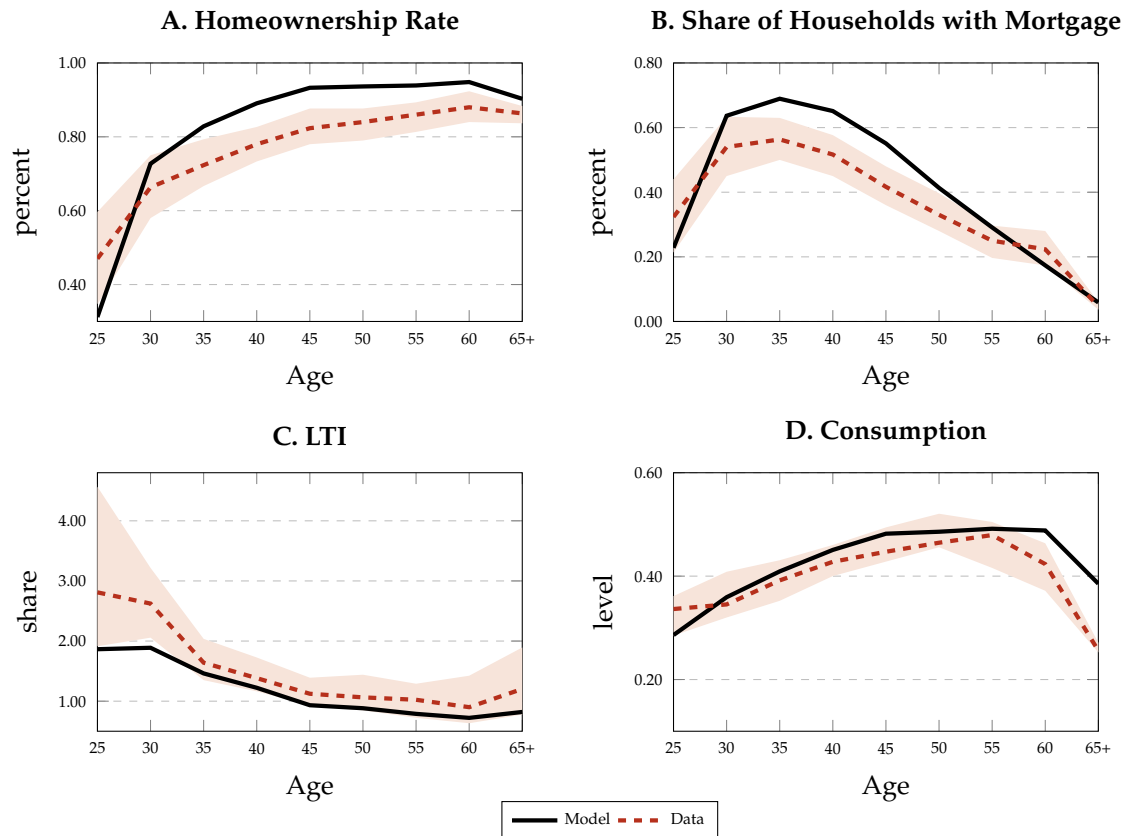 A. Homeownership Rate
1.00
0.80
0.60
0.40
percent
25 30 35 40 45 50 55 60 65+
Age
B. Share of Households with Mortgage
0.80
0.60
0.40
0.20
0.00
percent
25 30 35 40 45 50 55 60 65+
Age
C. LTI
4.00
3.00
2.00
1.00
share
25 30 35 40 45 50 55 60 65+
Age
D. Consumption
0.60
0.40
0.20
level
25 30 35 40 45 50 55 60 65+
Age
Model Data